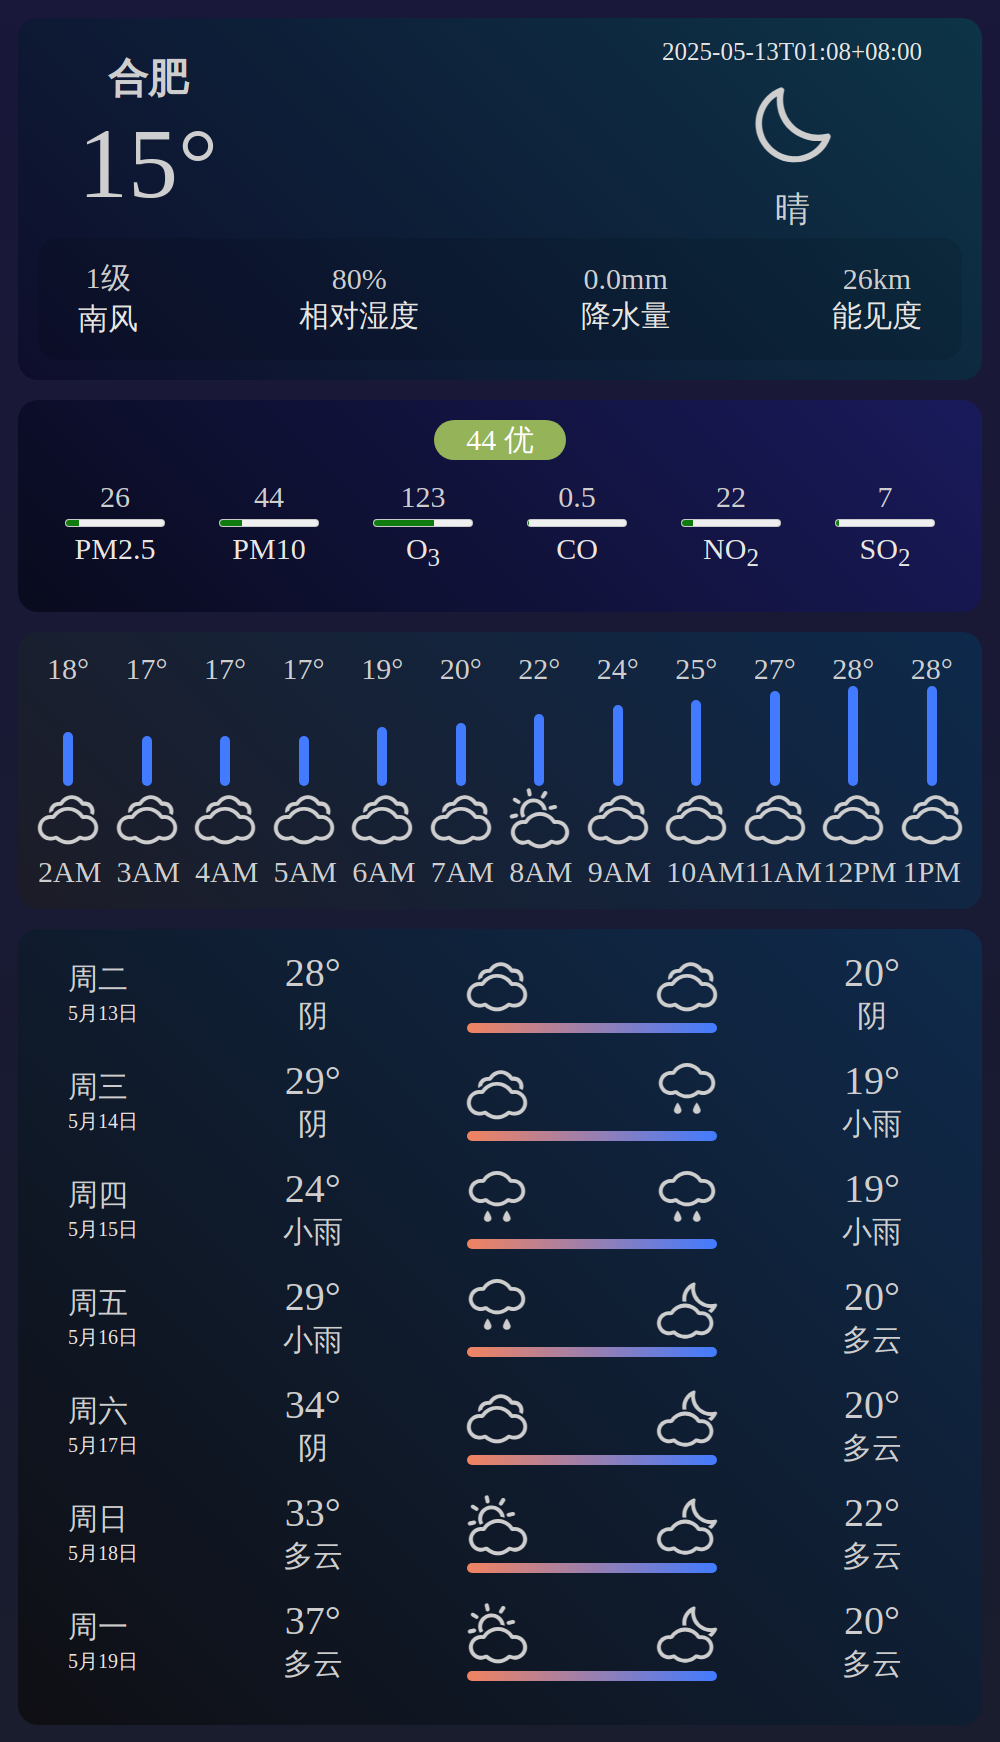 合肥
15°
2025-05-13T01:08+08:00
晴
1级 80% 0.0mm 26km
南风 相对湿度 降水量 能见度
44 优
26 44 123 0.5 22 7
PM2.5 PM10 O3 CO NO2 SO2
18° 17° 17° 17° 19° 20° 22° 24° 25° 27° 28° 28°
2AM 3AM 4AM 5AM 6AM 7AM 8AM 9AM 10AM 11AM 12PM 1PM
周二 28° 20°
5月13日 阴 阴
周三 29° 19°
5月14日 阴 小雨
周四 24° 19°
5月15日 小雨 小雨
周五 29° 20°
5月16日 小雨 多云
周六 34° 20°
5月17日 阴 多云
周日 33° 22°
5月18日 多云 多云
周一 37° 20°
5月19日 多云 多云